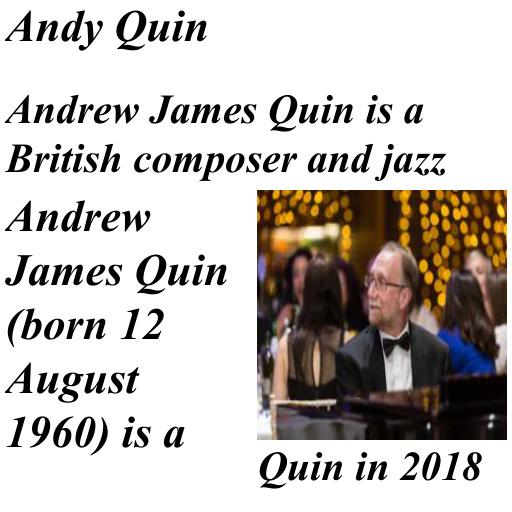 Andy Quin
Andrew James Quin is a
British composer and jazz
Andrew
James Quin
(born 12
August
1960) is a
Quin in 2018